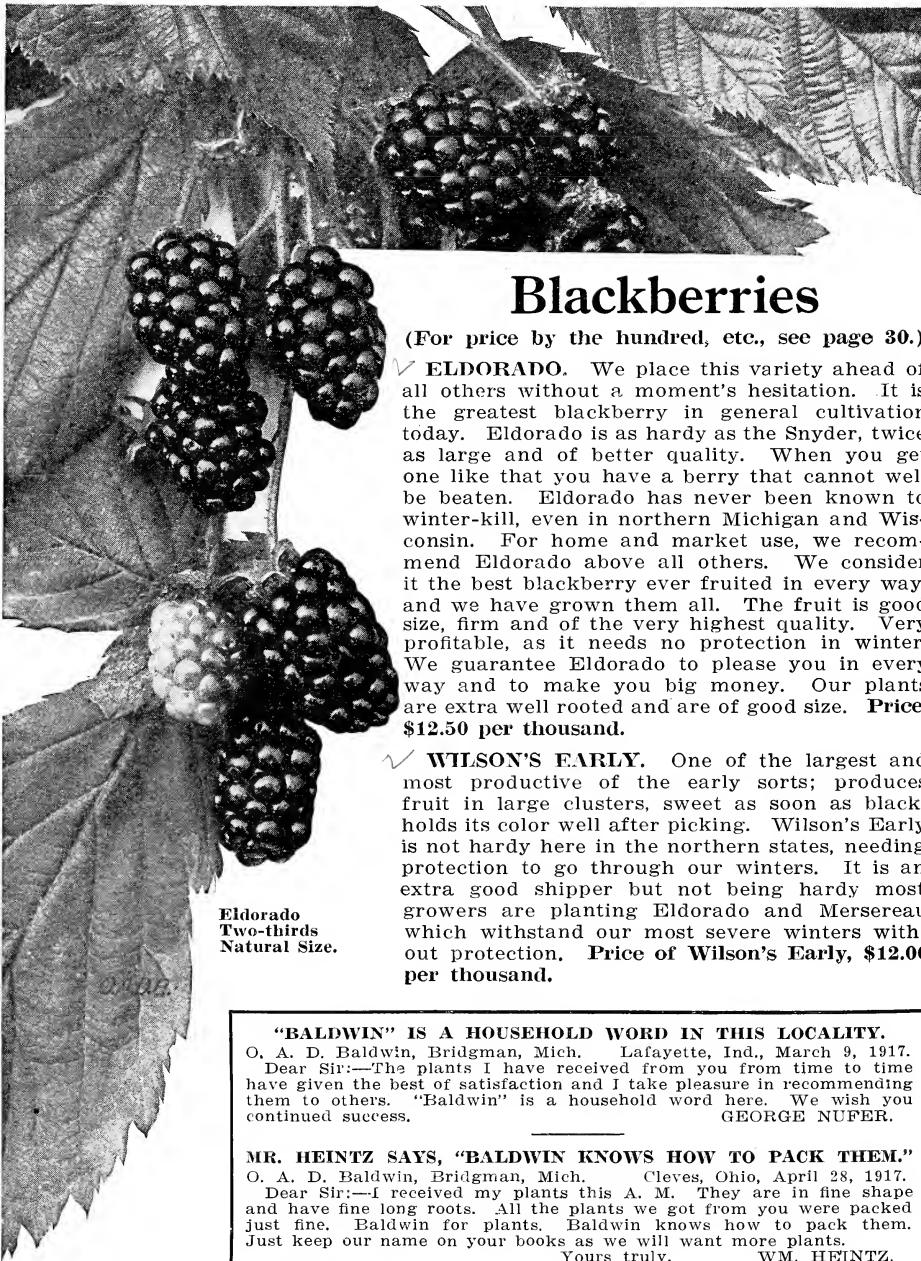 Blackberries
(For price by the hundred, etc., see page 30.)
ELDORADO. We place this variety ahead of
all others without a moment's hesitation. It is
the greatest blackberry in general cultivation
today. Eldorado is as hardy as the Snyder, twice
as large and of better quality. When you get
one like that you have a berry that cannot well
be beaten. Eldorado has never been known to
winter-kill, even in northern Michigan and Wis-
consin. For home and market use, we recom-
mend Eldorado above all others. We consider
it the best blackberry ever fruited in every way
and we have grown them all. The fruit is good
size, firm and of the very highest quality. Very
profitable, as it needs no protection in winter
We guarantee Eldorado to please you in every
way and to make you big money. Our plants
are extra well rooted and are of good size. Price
$12.50 per thousand.
WILSON'S EARLY. One of the largest and
most productive of the early sorts; produces
fruit in large clusters, sweet as soon as black
holds its color well after picking. Wilson's Early
is not hardy here in the northern states, needing
protection to go through our winters. It is an
extra good shipper but not being hardy most
growers are planting Eldorado and Mersereau
which withstand our most severe winters with-
out protection. Price of Wilson's Early, $12.00
per thousand.
Eldorado
Two-thirds
Natural Size.
O.A.D.B.
"BALDWIN" IS A HOUSEHOLD WORD IN THIS LOCALITY.
O. A. D. Baldwin, Bridgman, Mich. Lafayette, Ind., March 9, 1917.
Dear Sir:—The plants I have received from you from time to time
have given the best of satisfaction and I take pleasure in recommending
them to others. "Baldwin" is a household word here. We wish you
continued success. GEORGE NUFER.
MR. HEINTZ SAYS, "BALDWIN KNOWS HOW TO PACK THEM."
O. A. D. Baldwin, Bridgman, Mich. Cleves, Ohio, April 28, 1917.
Dear Sir:—I received my plants this A. M. They are in fine shape
and have fine long roots. All the plants we got from you were packed
just fine. Baldwin for plants. Baldwin knows how to pack them.
Just keep our name on your books as we will want more plants.
Yours truly, WM. HEINTZ.